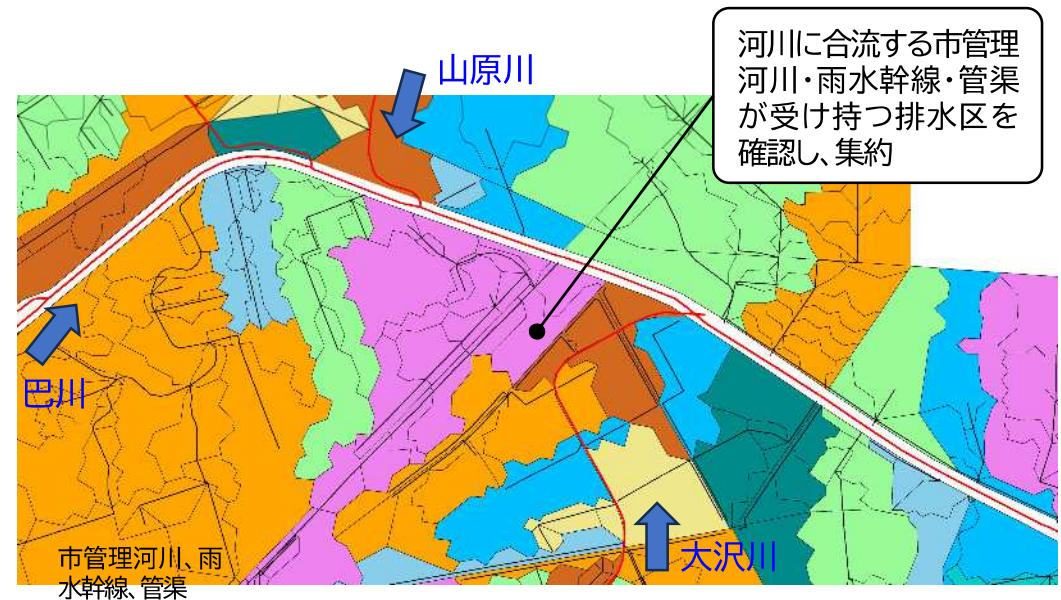 山原川
河川に合流する市管理
河川・雨水幹線・管渠
が受け持つ排水区を
確認し、集約
巴川
大沢川
市管理河川、雨
水幹線、管渠